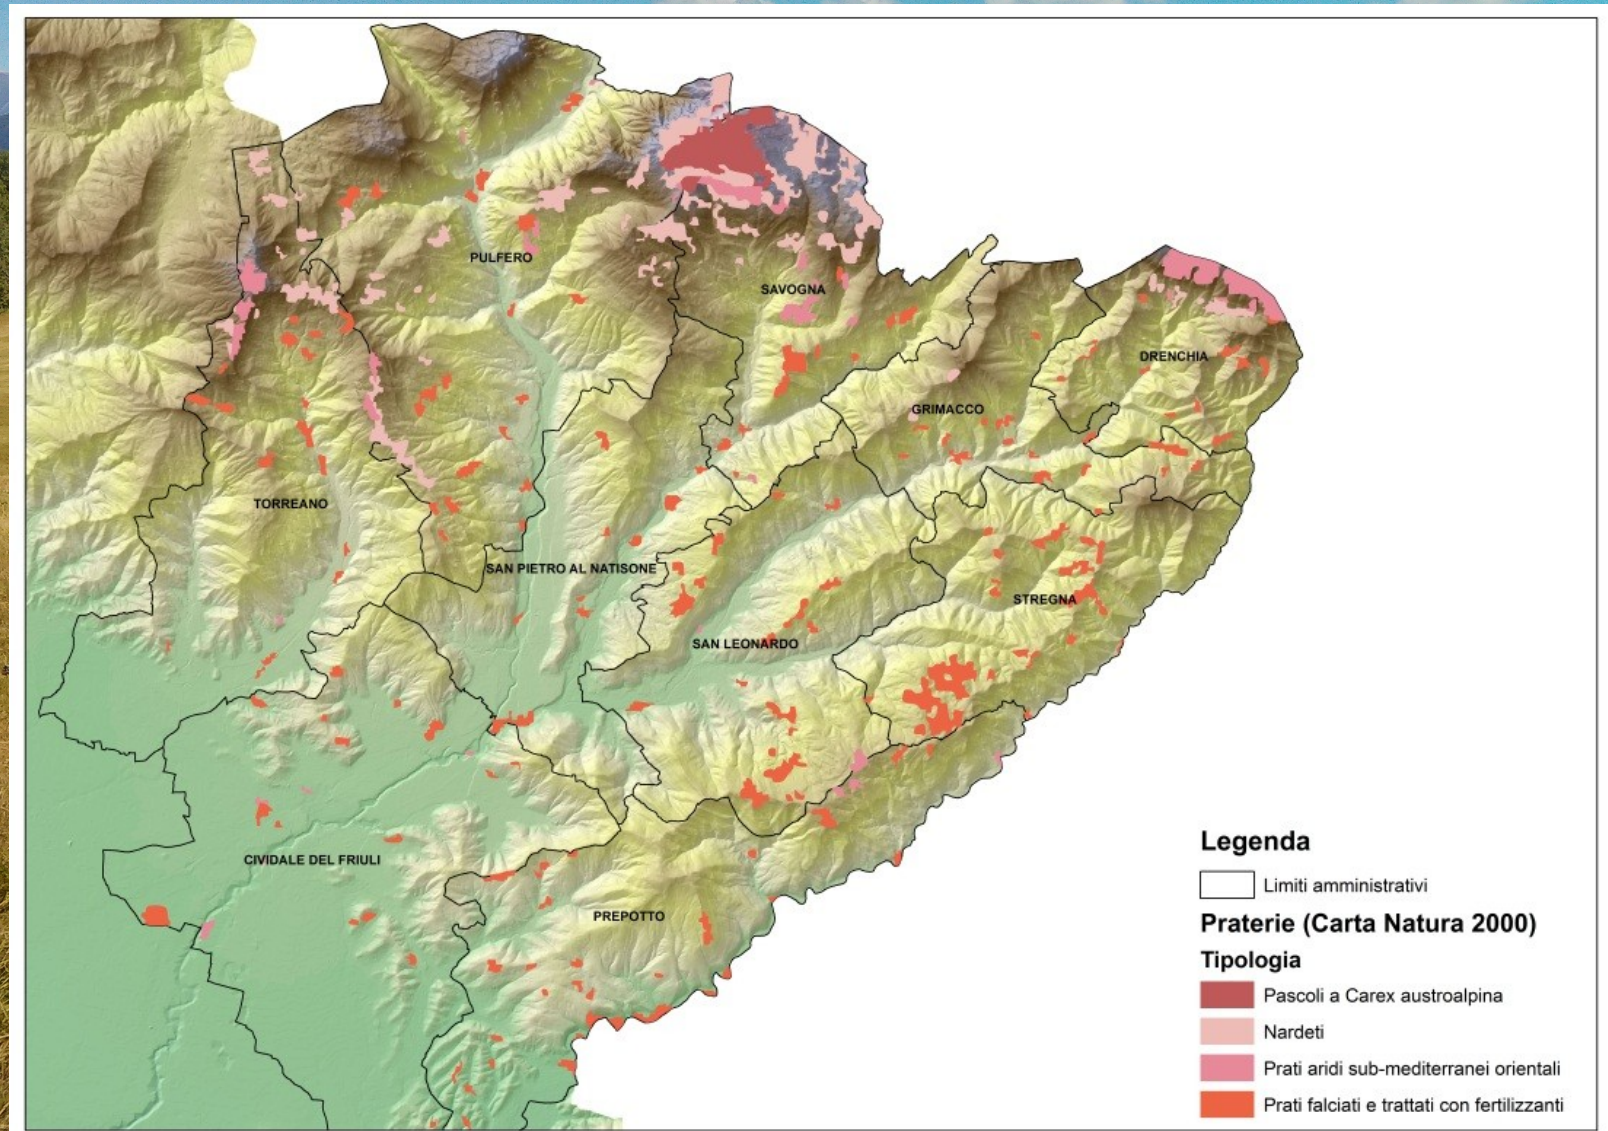 PULFERO
SAVOGNA
DRENCHIA
GRIMACCO
TORREANO
SAN PIETRO AL NATISONE
STREGNA
SAN LEONARDO
CIVIDALE DEL FRIULI
PREPOTTO
Legenda
Limiti amministrativi
Praterie (Carta Natura 2000)
Tipologia
Pascoli a Carex austroalpina
Nardeti
Prati aridi sub-mediterranei orientali
Prati falciati e trattati con fertilizzanti